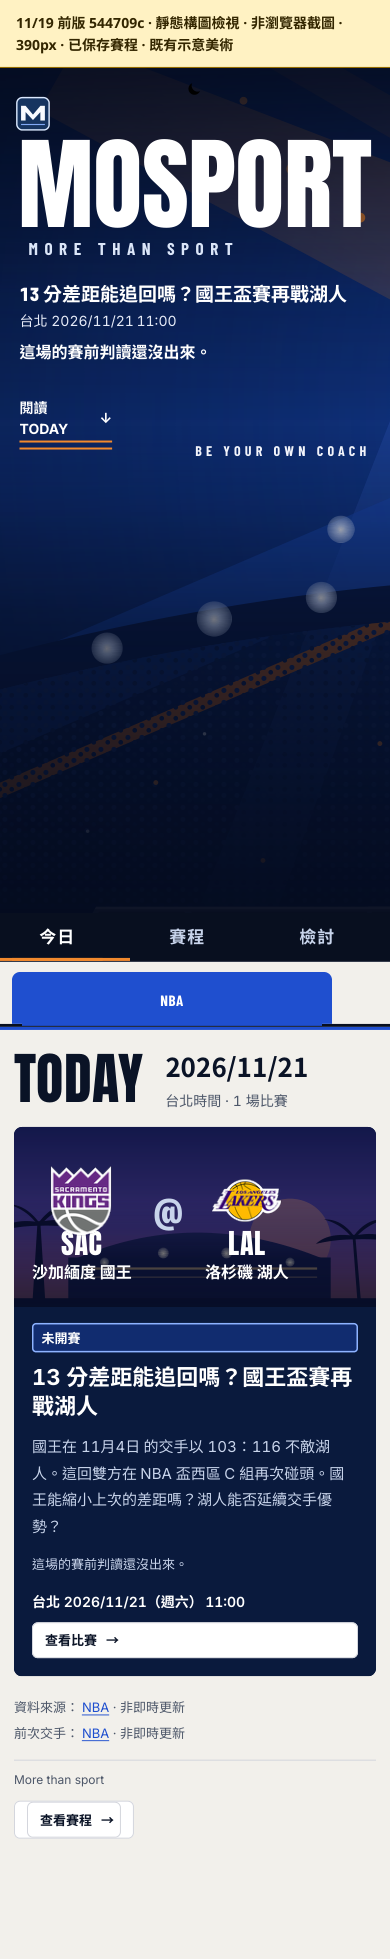 11/19 前版 544709c · 靜態構圖檢視 · 非瀏覽器截圖 ·
390px · 已保存賽程 · 既有示意美術
M
MOSPORT
MORE THAN SPORT
13 分差距能追回嗎？國王盃賽再戰湖人
台北 2026/11/21 11:00
這場的賽前判讀還沒出來。
閱讀
TODAY ↓
BE YOUR OWN COACH
今日 賽程 檢討
NBA
TODAY 2026/11/21
台北時間 · 1 場比賽
SACRAMENTO
KINGS
LOS ANGELES
LAKERS
@
SAC LAL
沙加緬度 國王 洛杉磯 湖人
未開賽
13 分差距能追回嗎？國王盃賽再
戰湖人
國王在 11月4日 的交手以 103：116 不敵湖
人。這回雙方在 NBA 盃西區 C 組再次碰頭。國
王能縮小上次的差距嗎？湖人能否延續交手優
勢？
這場的賽前判讀還沒出來。
台北 2026/11/21（週六） 11:00
查看比賽 →
資料來源： NBA · 非即時更新
前次交手： NBA · 非即時更新
More than sport
查看賽程 →